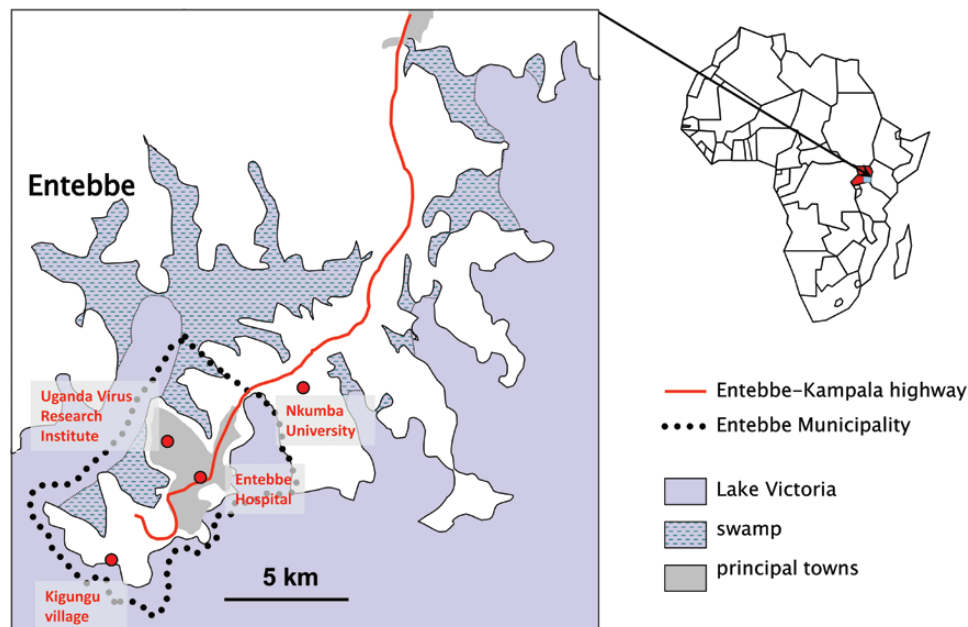 Entebbe
Uganda Virus
Research
Institute
Nkumba
University
Entebbe
Hospital
Kigungu
village
5 km
Entebbe–Kampala highway
Entebbe Municipality
Lake Victoria
swamp
principal towns